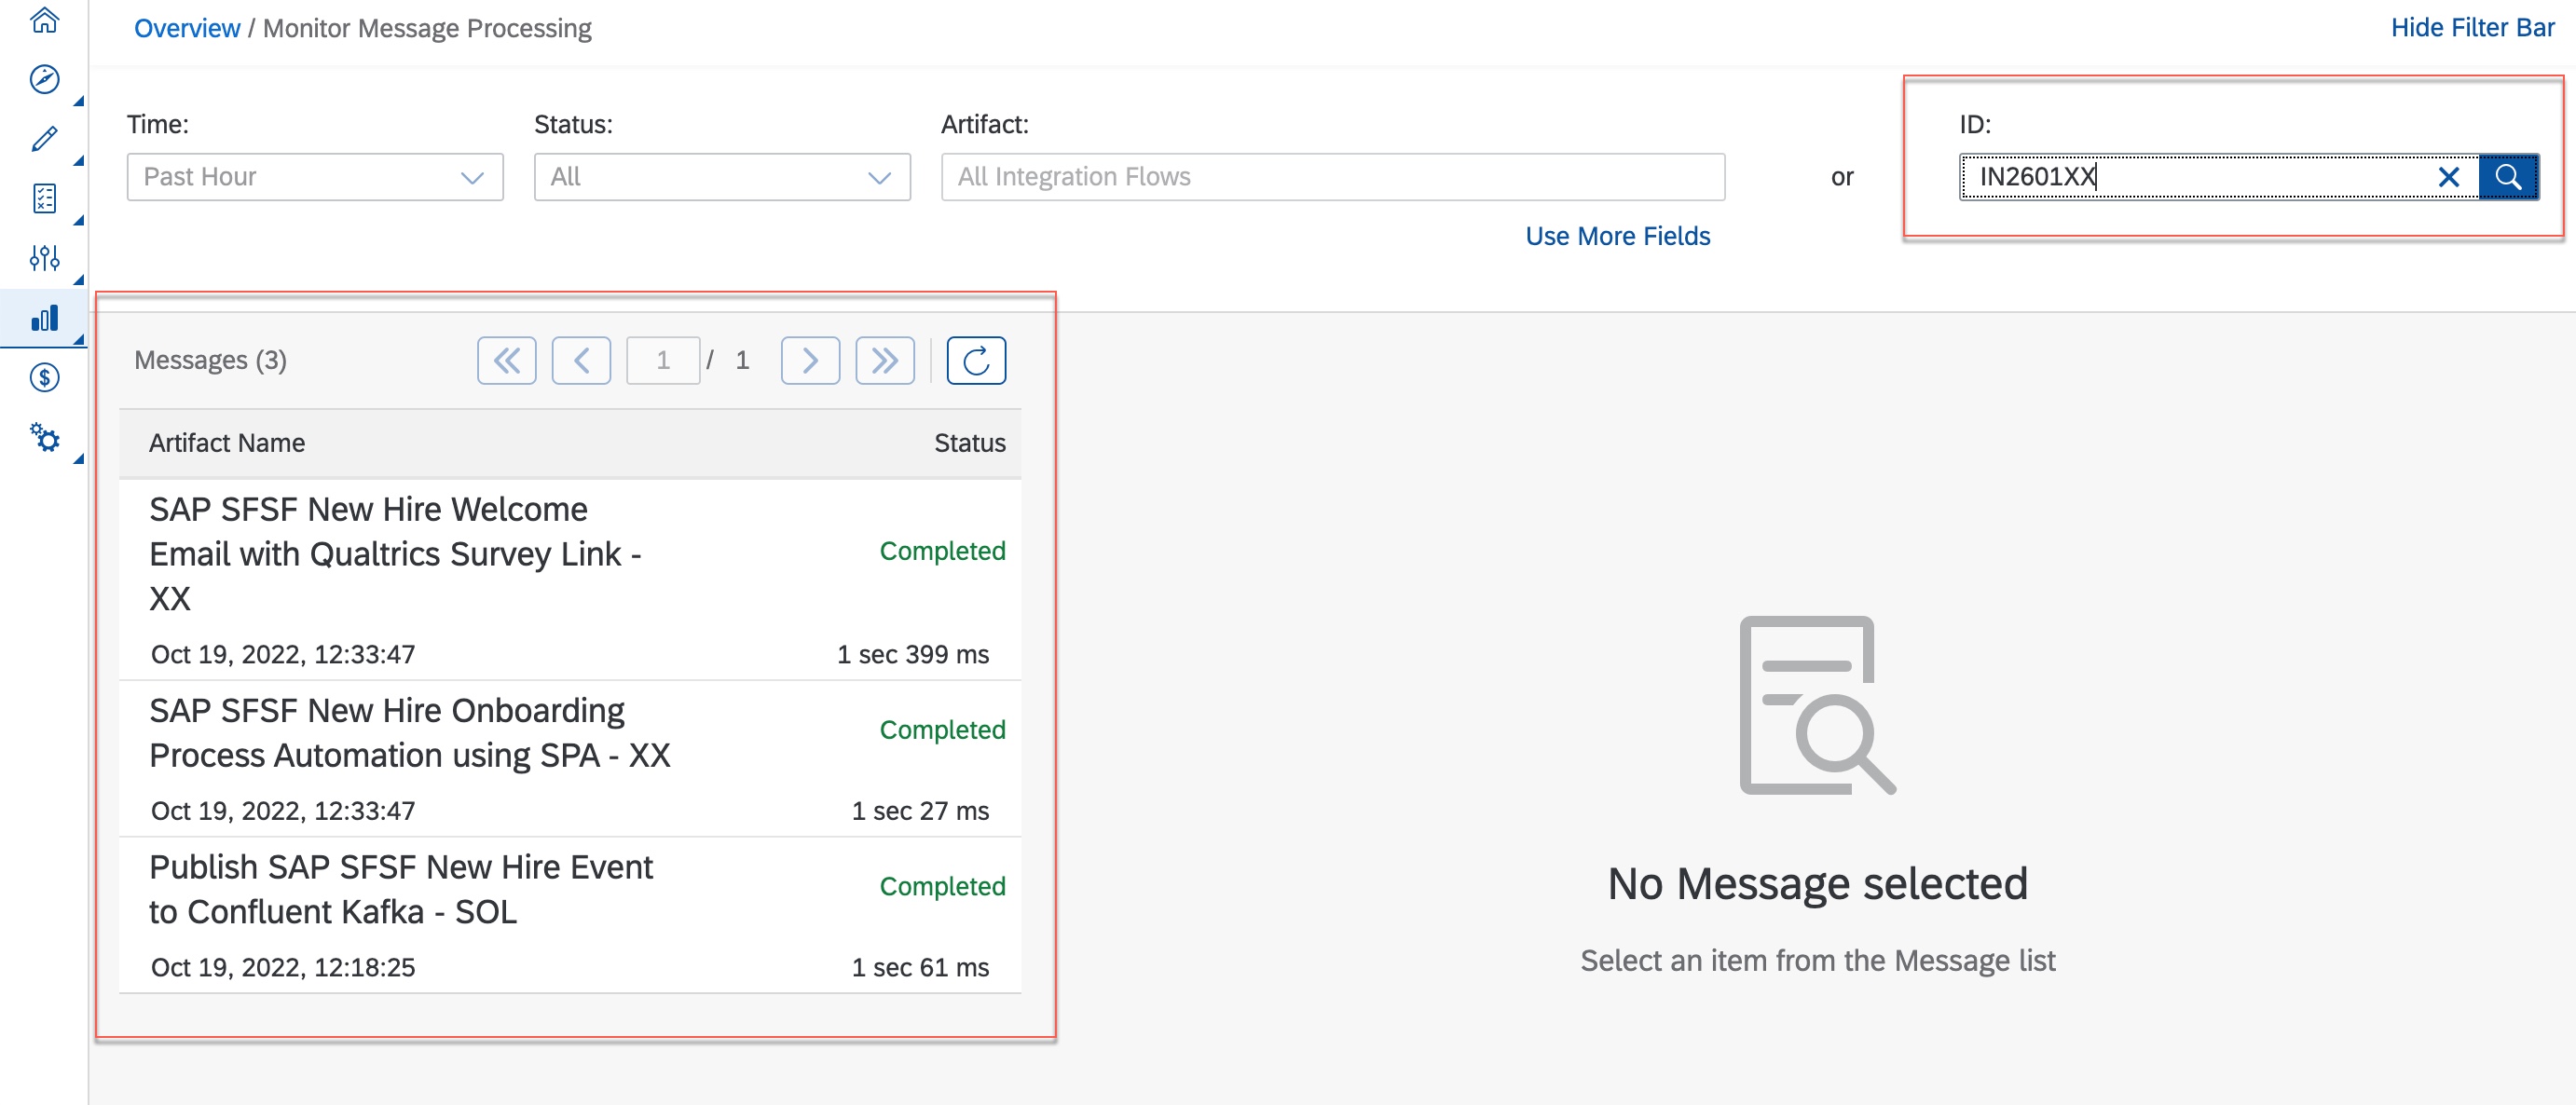 Overview / Monitor Message Processing
Hide Filter Bar
Time:
Status:
Artifact:
ID:
Past Hour
All
All Integration Flows
or
IN2601XX
Use More Fields
Messages (3)
1 / 1
Artifact Name
Status
SAP SFSF New Hire Welcome
Email with Qualtrics Survey Link -
XX
Completed
Oct 19, 2022, 12:33:47
1 sec 399 ms
SAP SFSF New Hire Onboarding
Process Automation using SPA - XX
Completed
Oct 19, 2022, 12:33:47
1 sec 27 ms
Publish SAP SFSF New Hire Event
to Confluent Kafka - SOL
Completed
Oct 19, 2022, 12:18:25
1 sec 61 ms
No Message selected
Select an item from the Message list